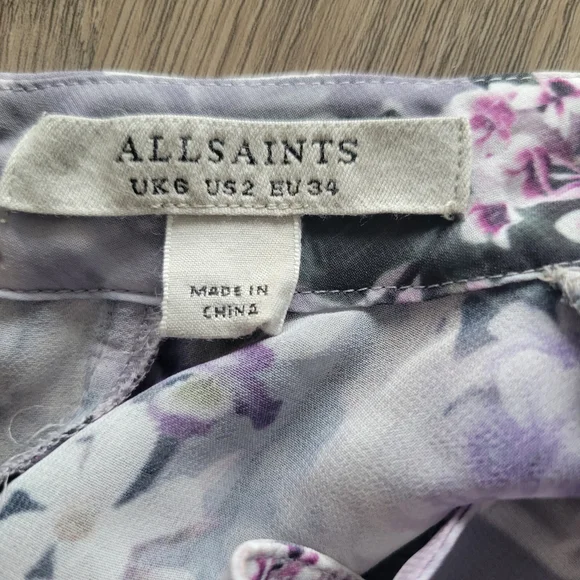 ALLSAINTS
UK6 US2 EU34
MADE IN
CHINA